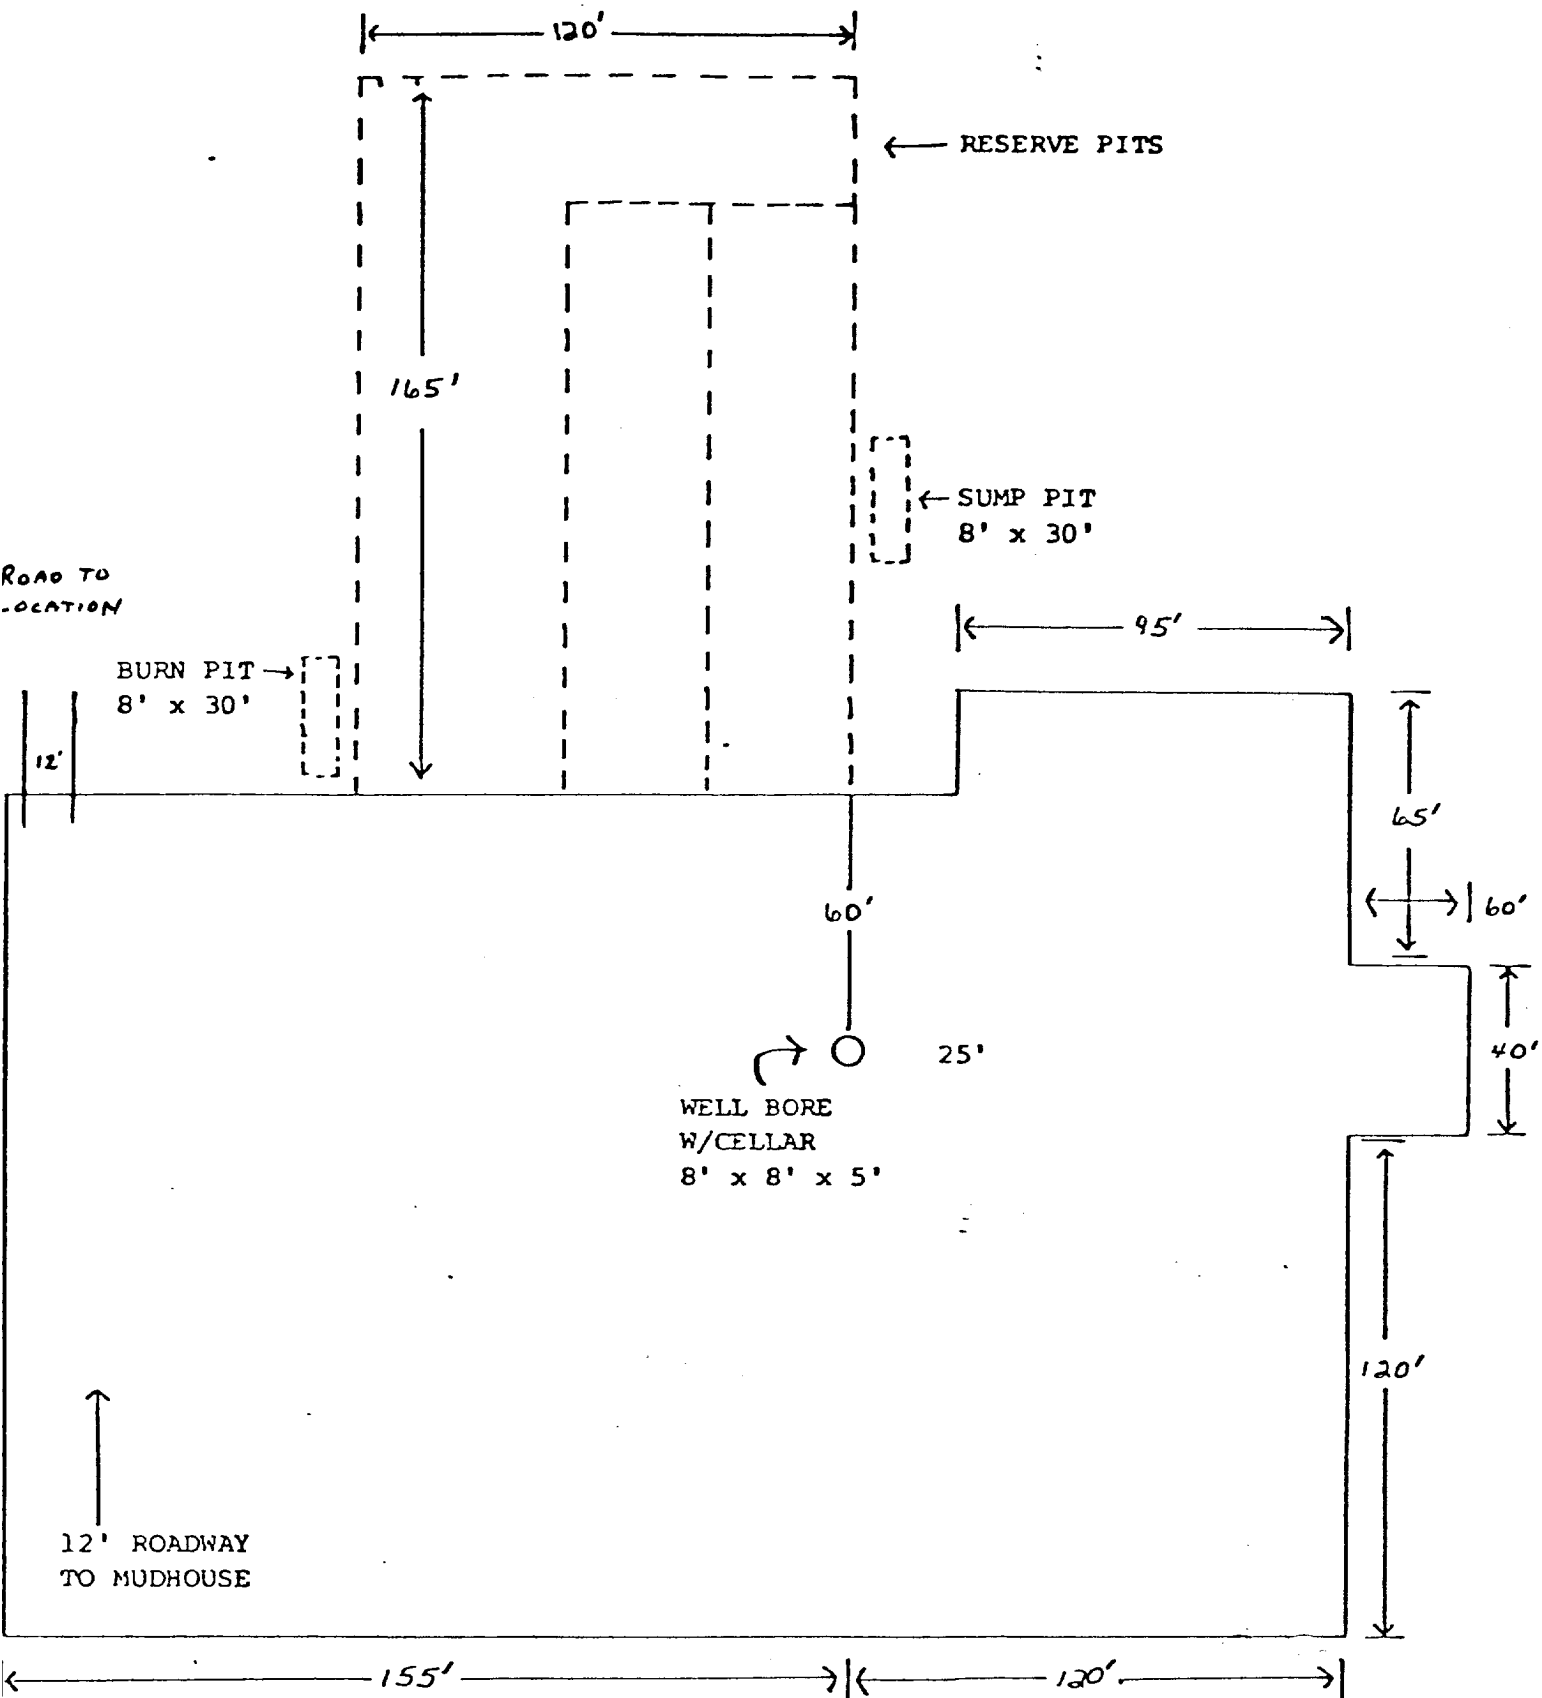 120'
RESERVE PITS
165'
SUMP PIT
8' x 30'
ROAD TO
LOCATION
95'
BURN PIT
8' x 30'
12'
65'
60'
60'
25'
40'
WELL BORE
W/CELLAR
8' x 8' x 5'
120'
12' ROADWAY
TO MUDHOUSE
155'
120'